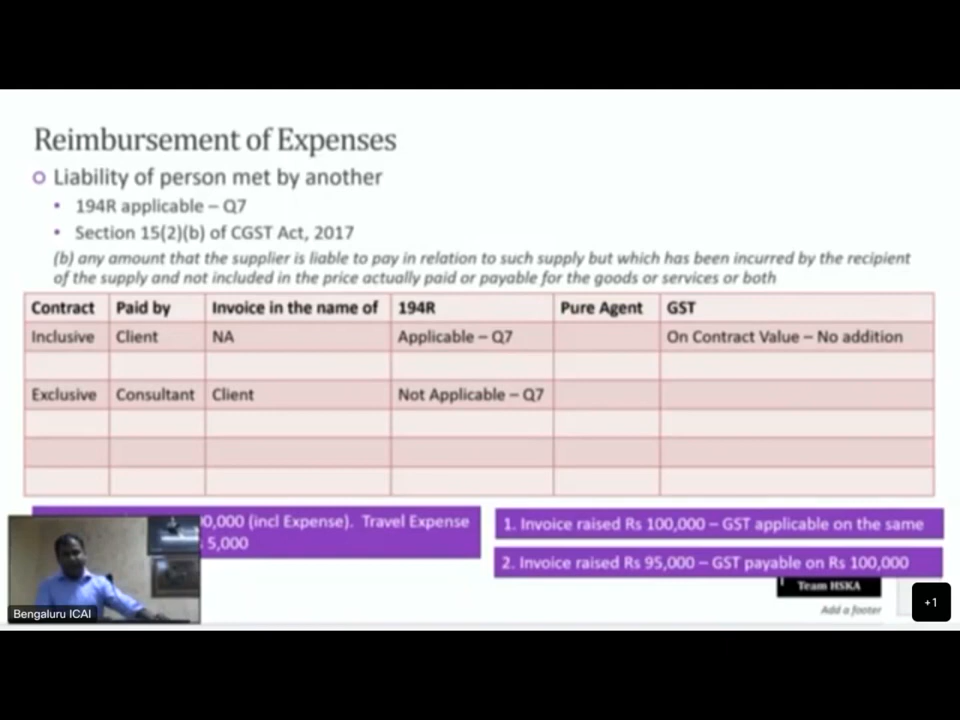 Reimbursement of Expenses
Liability of person met by another
194R applicable – Q7
Section 15(2)(b) of CGST Act, 2017
(b) any amount that the supplier is liable to pay in relation to such supply but which has been incurred by the recipient
of the supply and not included in the price actually paid or payable for the goods or services or both
Contract Paid by Invoice in the name of 194R Pure Agent GST
Inclusive Client NA Applicable – Q7 On Contract Value – No addition
Exclusive Consultant Client Not Applicable – Q7
0,000 (incl Expense). Travel Expense
5,000
1. Invoice raised Rs 100,000 – GST applicable on the same
2. Invoice raised Rs 95,000 – GST payable on Rs 100,000
Team HSKA
Add a footer
Bengaluru ICAI
+1